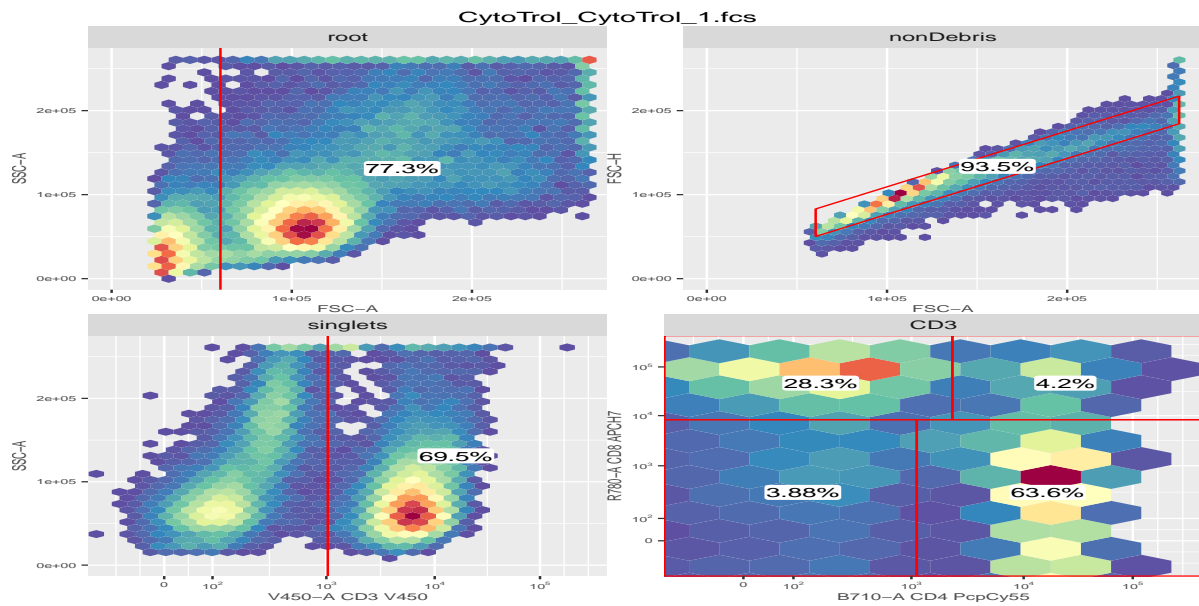 CytoTrol_CytoTrol_1.fcs
root
nonDebris
SSC-A
2e+05
1e+05
0e+00
77.3%
0e+00
1e+05
2e+05
FSC-A
FSC-H
2e+05
1e+05
0e+00
93.5%
0e+00
1e+05
2e+05
FSC-A
singlets
CD3
SSC-A
2e+05
1e+05
0e+00
69.5%
0
10²
10³
10⁴
V450-A CD3 V450
R780-A CD8 APCH7
10⁵
10⁴
10³
10²
0
28.3%
4.2%
3.88%
63.6%
0
10²
10³
10⁴
10⁵
B710-A CD4 PcpCy55